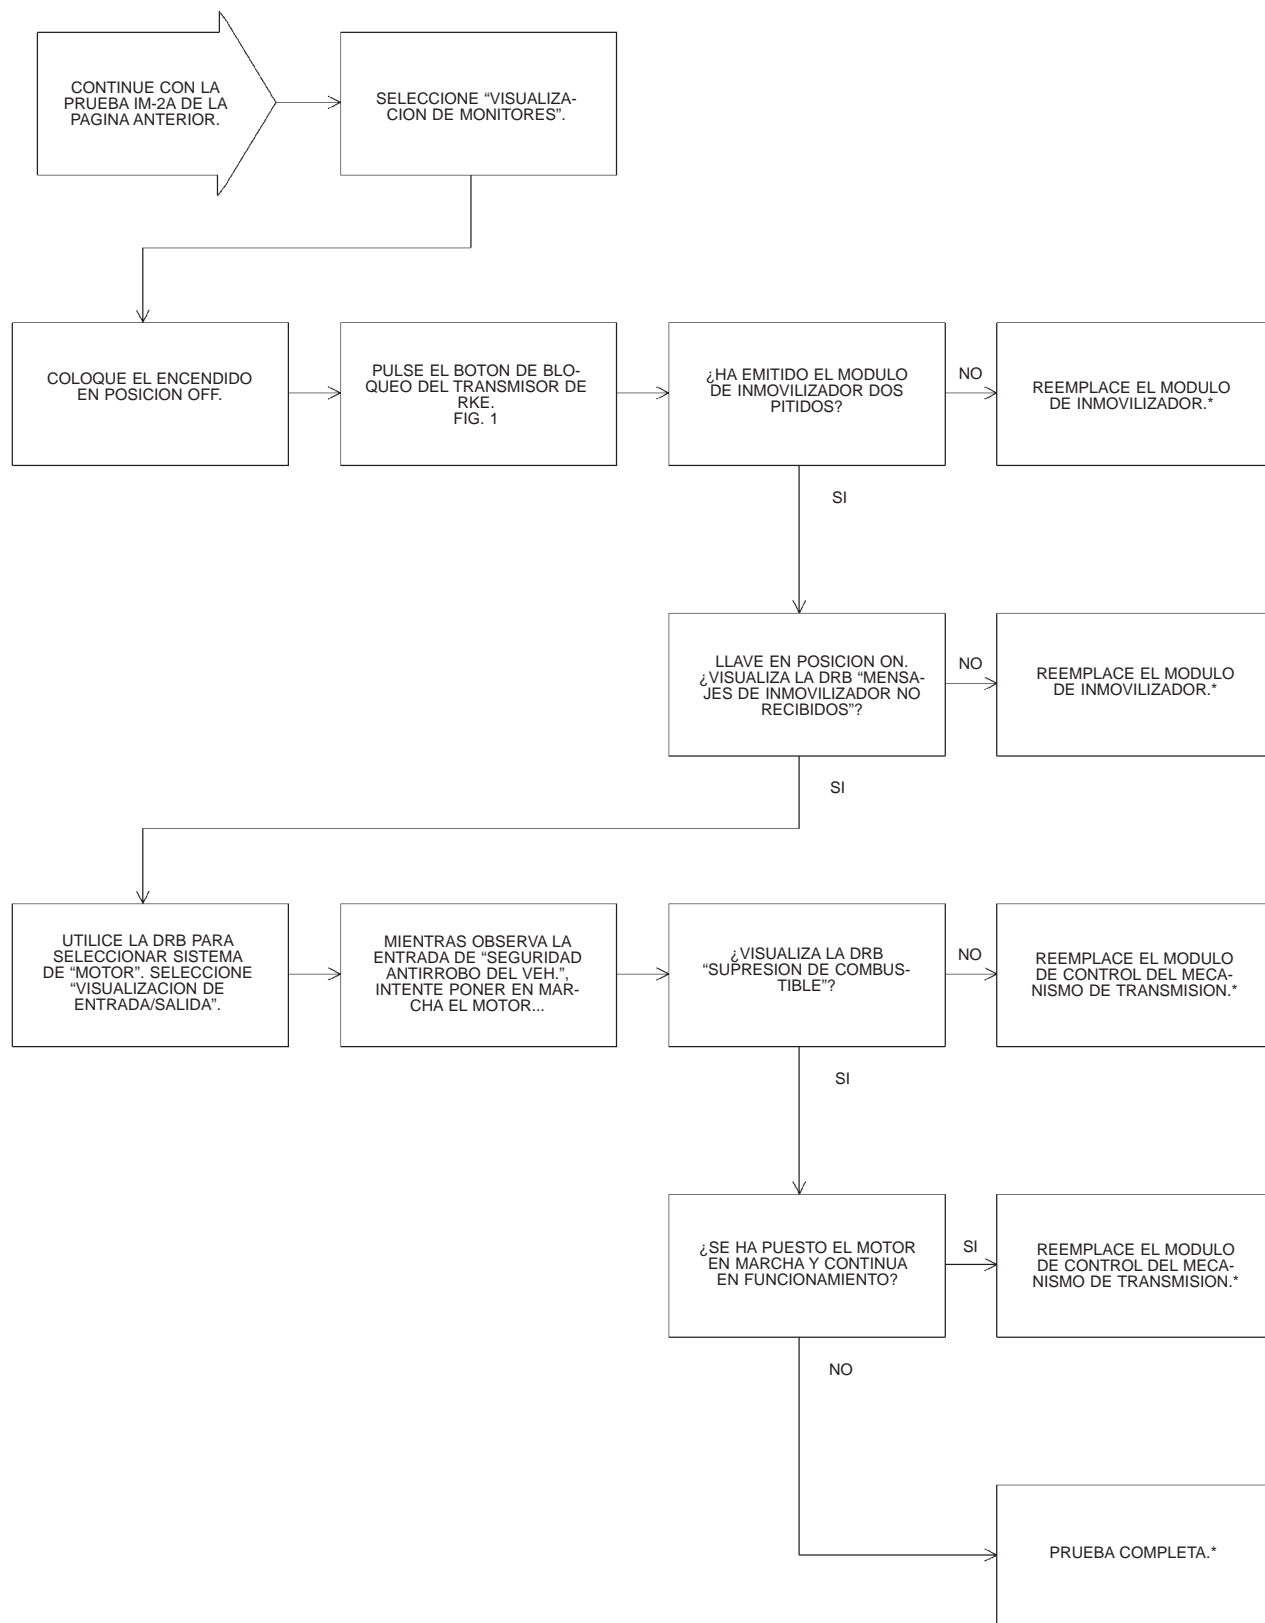 CONTINUE CON LA
PRUEBA IM-2A DE LA
PAGINA ANTERIOR.
SELECCIONE “VISUALIZA-
CION DE MONITORES”.
COLOQUE EL ENCENDIDO
EN POSICION OFF.
PULSE EL BOTON DE BLO-
QUEO DEL TRANSMISOR DE
RKE.
FIG. 1
¿HA EMITIDO EL MODULO
DE INMOVILIZADOR DOS
PITIDOS?
NO
REEMPLACE EL MODULO
DE INMOVILIZADOR.*
SI
LLAVE EN POSICION ON.
¿VISUALIZA LA DRB “MENSA-
JES DE INMOVILIZADOR NO
RECIBIDOS”?
NO
REEMPLACE EL MODULO
DE INMOVILIZADOR.*
SI
UTILICE LA DRB PARA
SELECCIONAR SISTEMA
DE “MOTOR”. SELECCIONE
“VISUALIZACION DE
ENTRADA/SALIDA”.
MIENTRAS OBSERVA LA
ENTRADA DE “SEGURIDAD
ANTIRROBO DEL VEH.”,
INTENTE PONER EN MAR-
CHA EL MOTOR...
¿VISUALIZA LA DRB
“SUPRESION DE COMBUS-
TIBLE”?
NO
REEMPLACE EL MODULO
DE CONTROL DEL MECA-
NISMO DE TRANSMISION.*
SI
¿SE HA PUESTO EL MOTOR
EN MARCHA Y CONTINUA
EN FUNCIONAMIENTO?
SI
REEMPLACE EL MODULO
DE CONTROL DEL MECA-
NISMO DE TRANSMISION.*
NO
PRUEBA COMPLETA.*